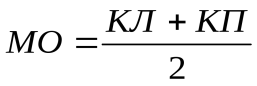 МО = (КЛ + КП) / 2